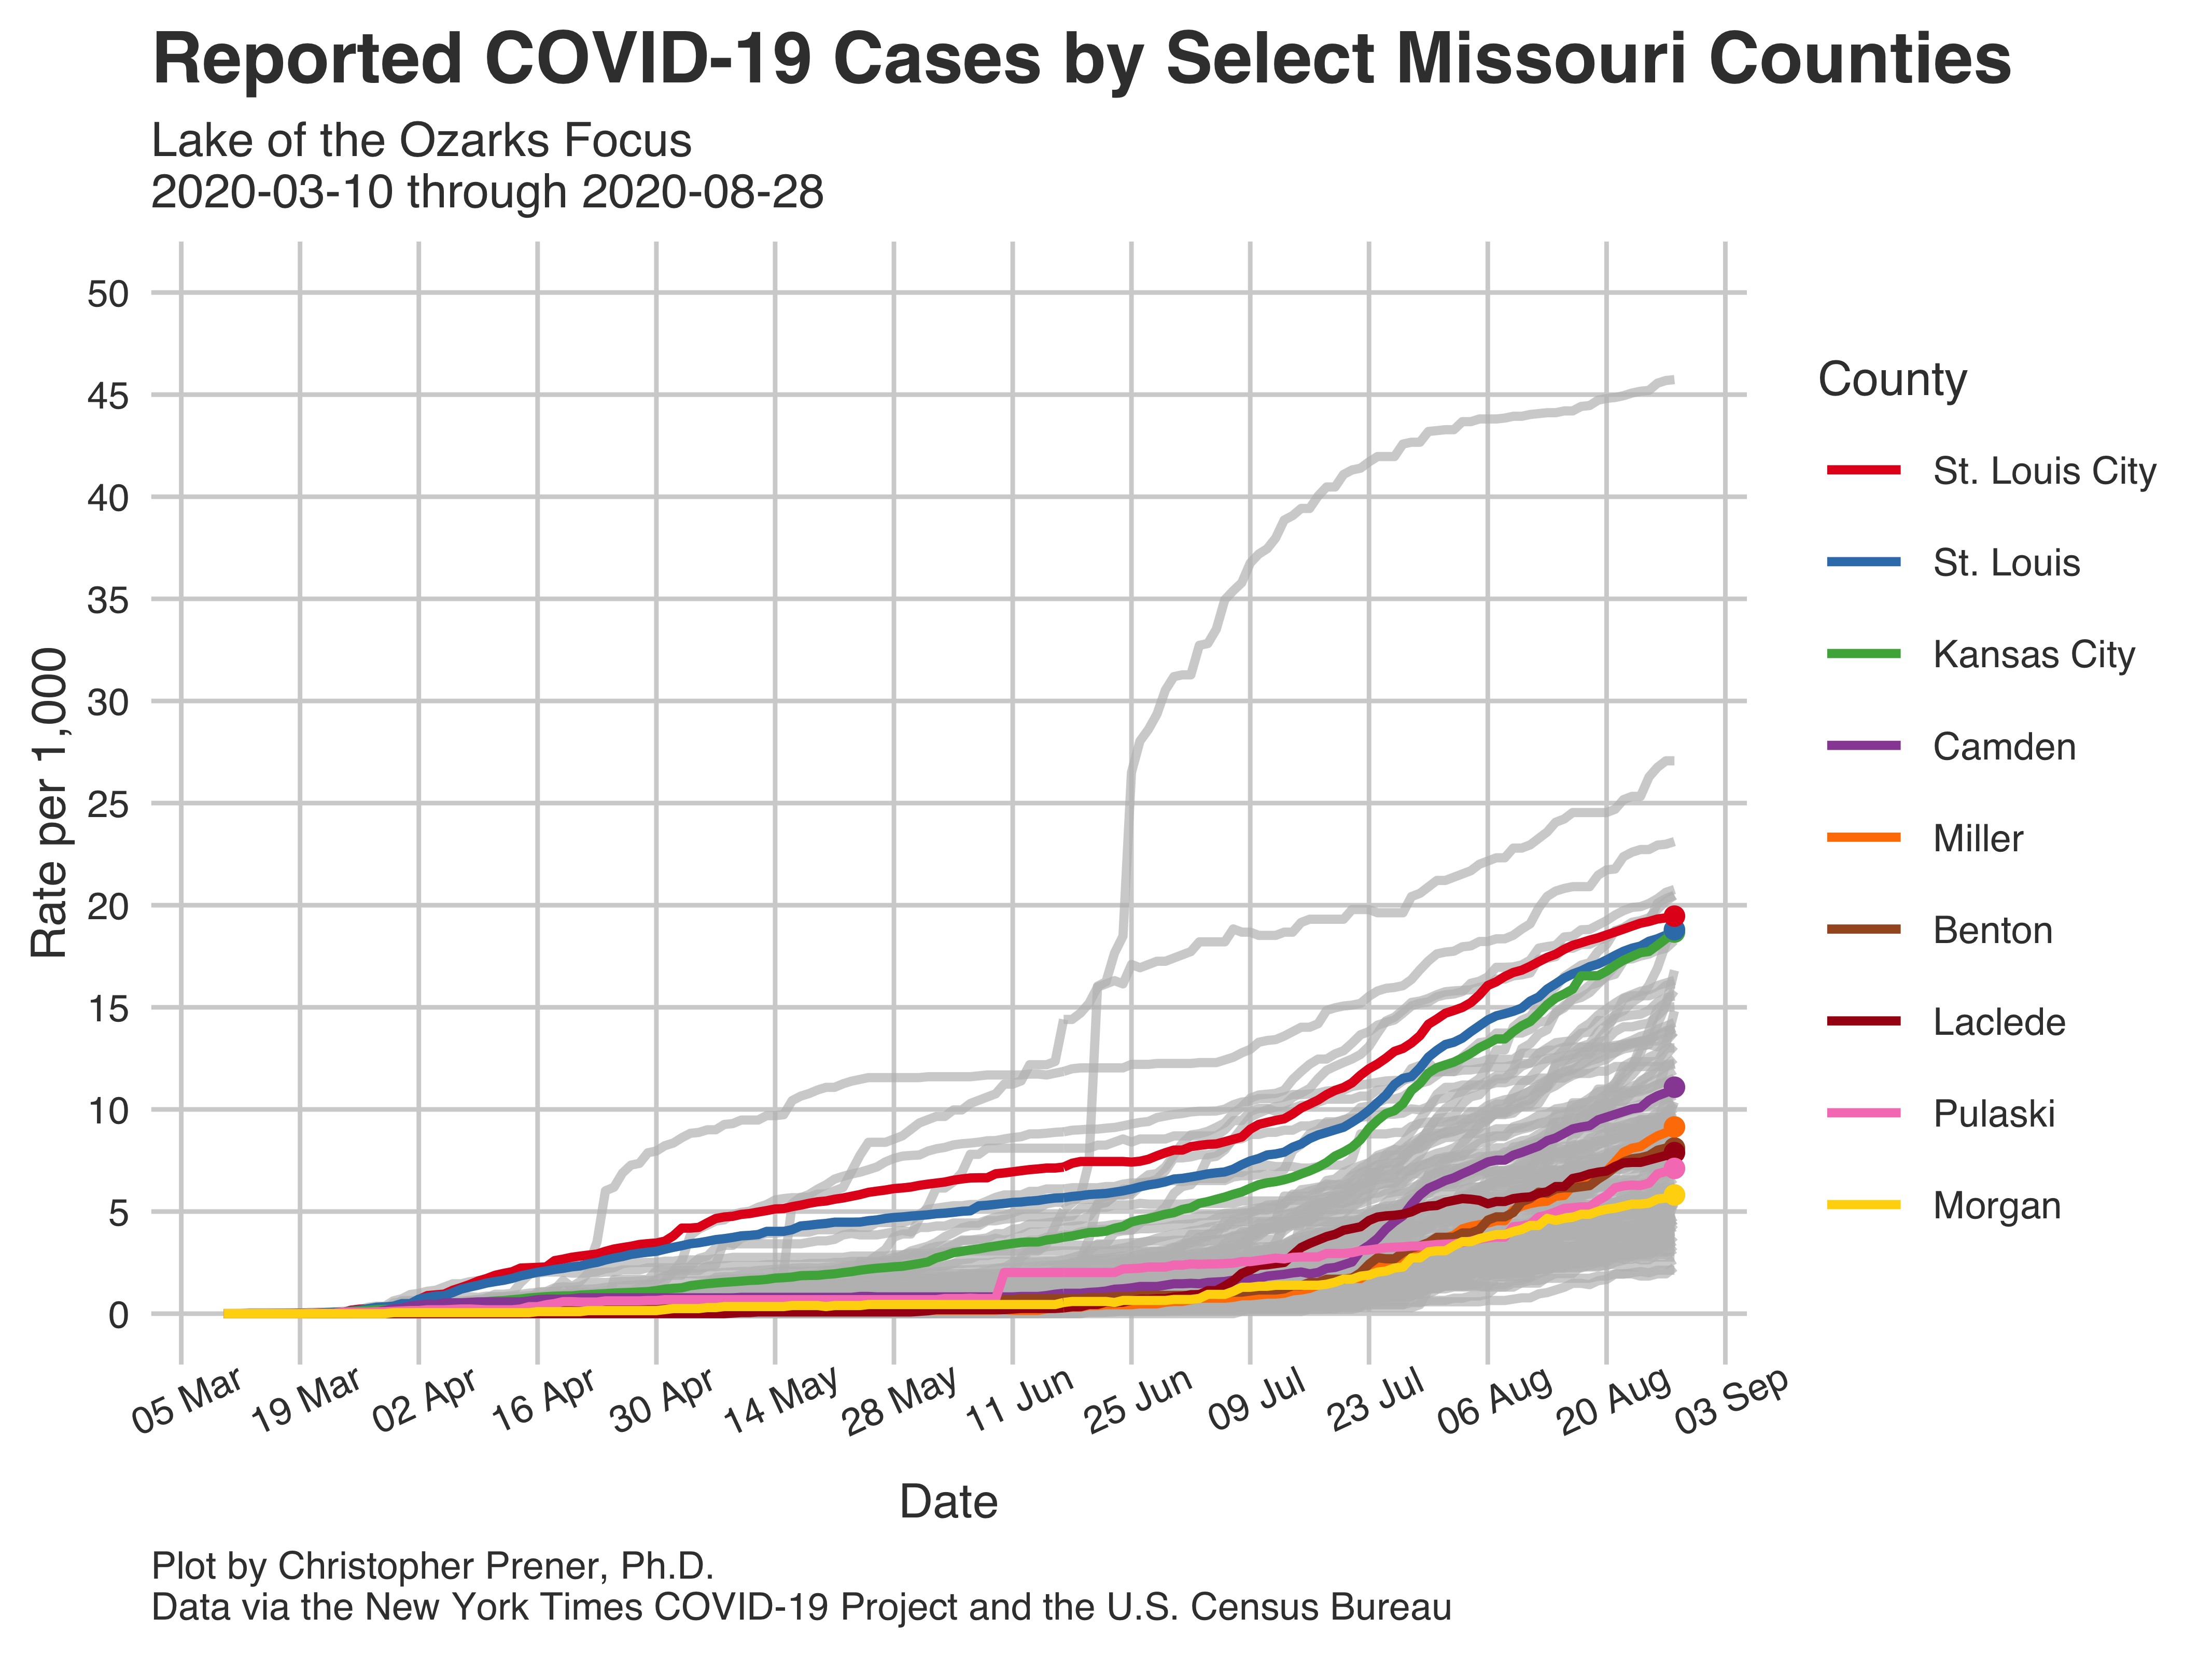 Reported COVID-19 Cases by Select Missouri Counties
Lake of the Ozarks Focus
2020-03-10 through 2020-08-28
Rate per 1,000
50
45
40
35
30
25
20
15
10
5
0
05 Mar
19 Mar
02 Apr
16 Apr
30 Apr
14 May
28 May
11 Jun
25 Jun
09 Jul
23 Jul
06 Aug
20 Aug
03 Sep
Date
County
St. Louis City
St. Louis
Kansas City
Camden
Miller
Benton
Laclede
Pulaski
Morgan
Plot by Christopher Prener, Ph.D.
Data via the New York Times COVID-19 Project and the U.S. Census Bureau